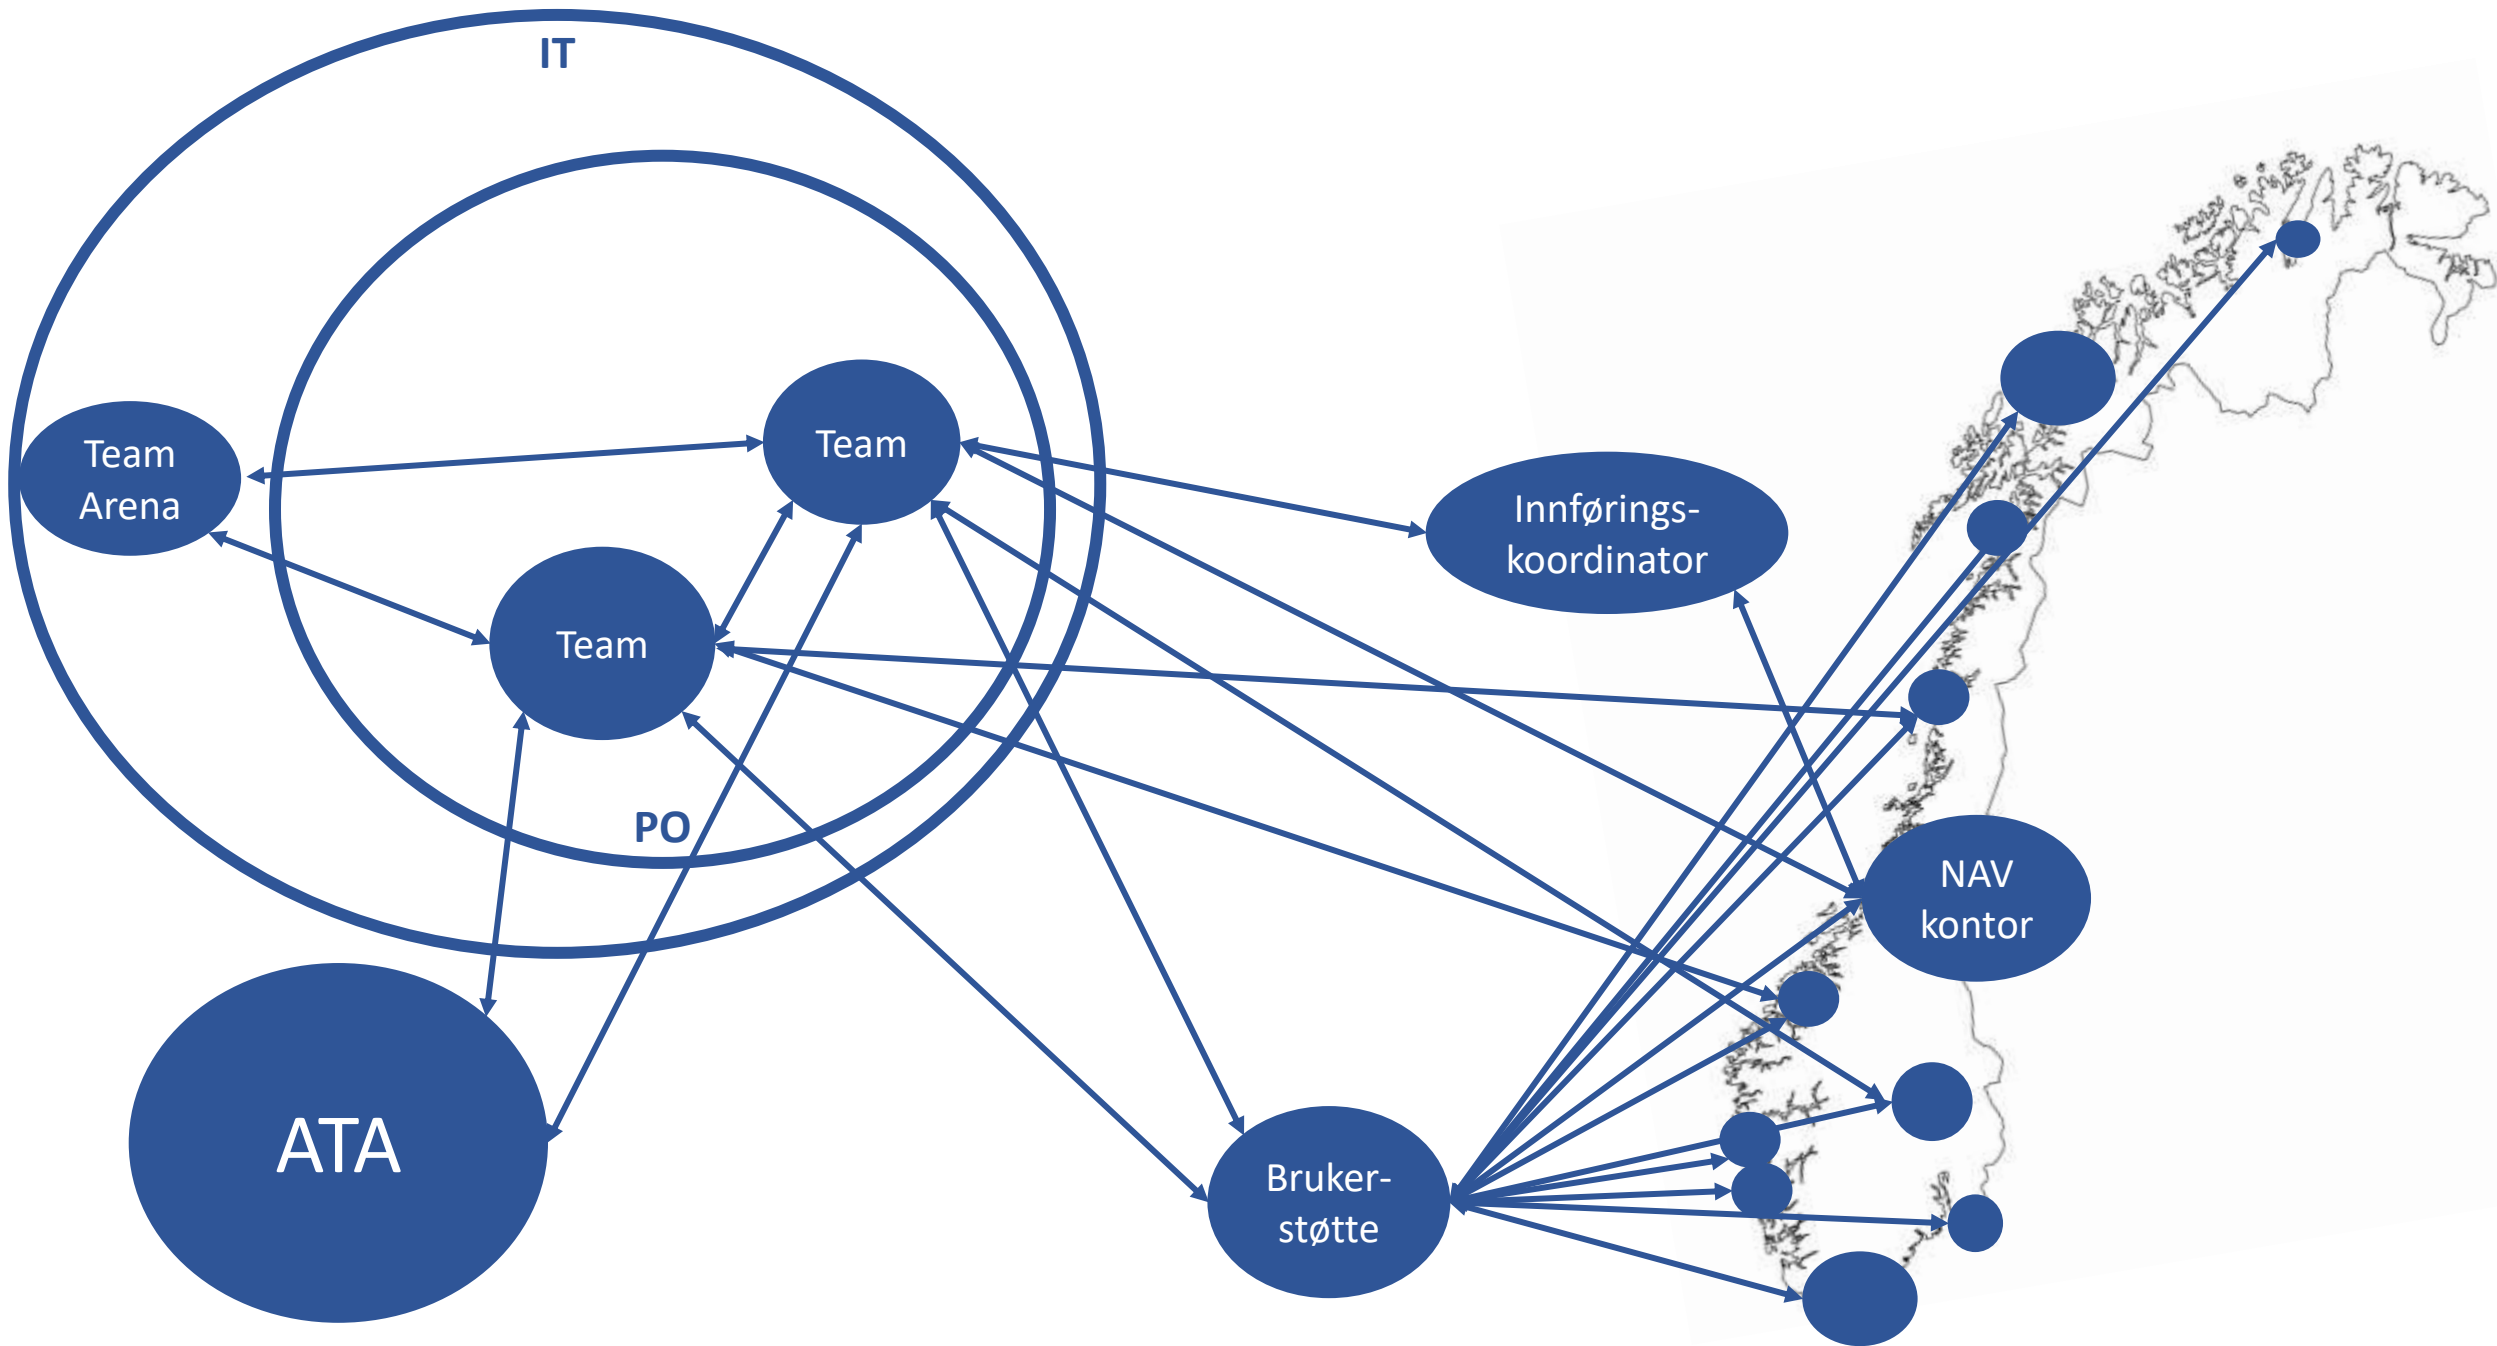 IT
Team
Arena
Team
Team
Innførings-
koordinator
PO
NAV
kontor
ATA
Bruker-
støtte